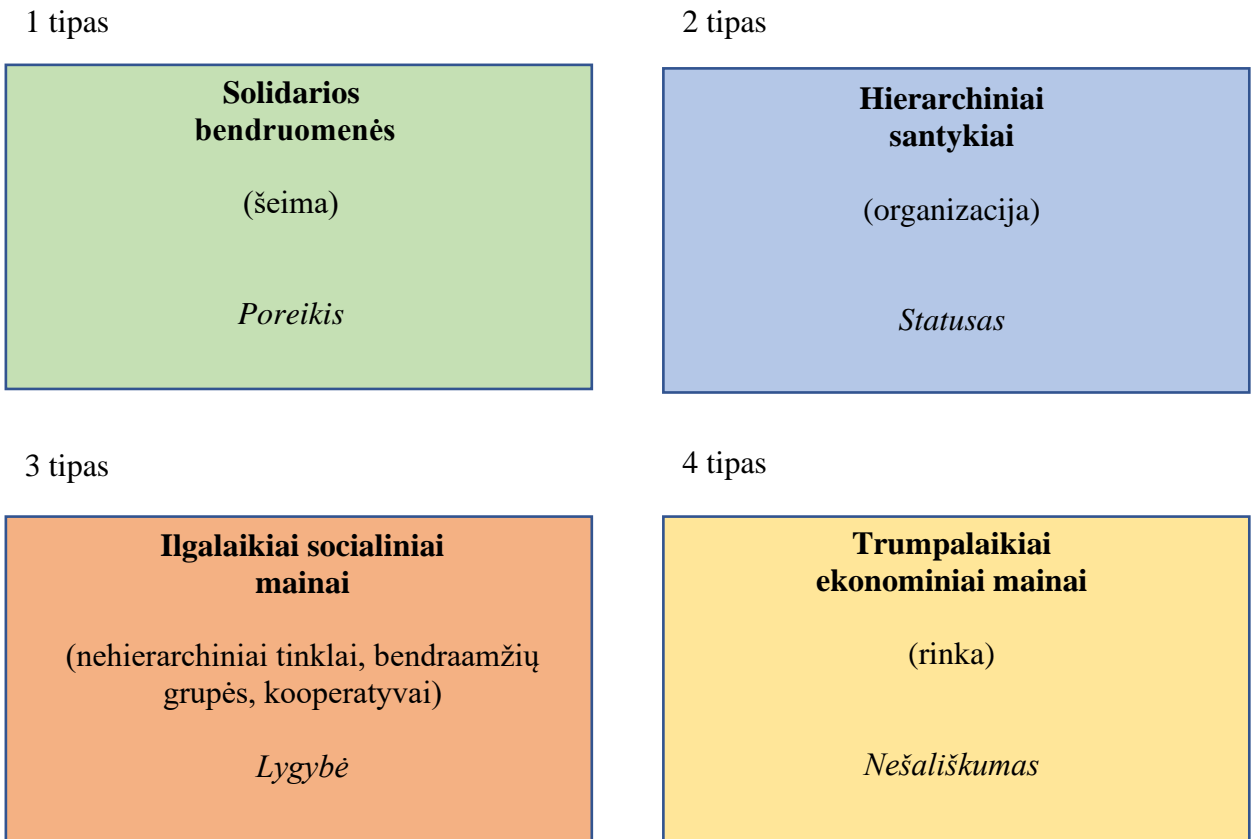 1 tipas
2 tipas
Solidarios
bendruomenės
(šeima)
Poreikis
Hierarchiniai
santykiai
(organizacija)
Statusas
3 tipas
4 tipas
Ilgalaikiai socialiniai
mainai
(nehierarchiniai tinklai, bendraamžių
grupės, kooperatyvai)
Lygybė
Trumpalaikiai
ekonominiai mainai
(rinka)
Nešališkumas